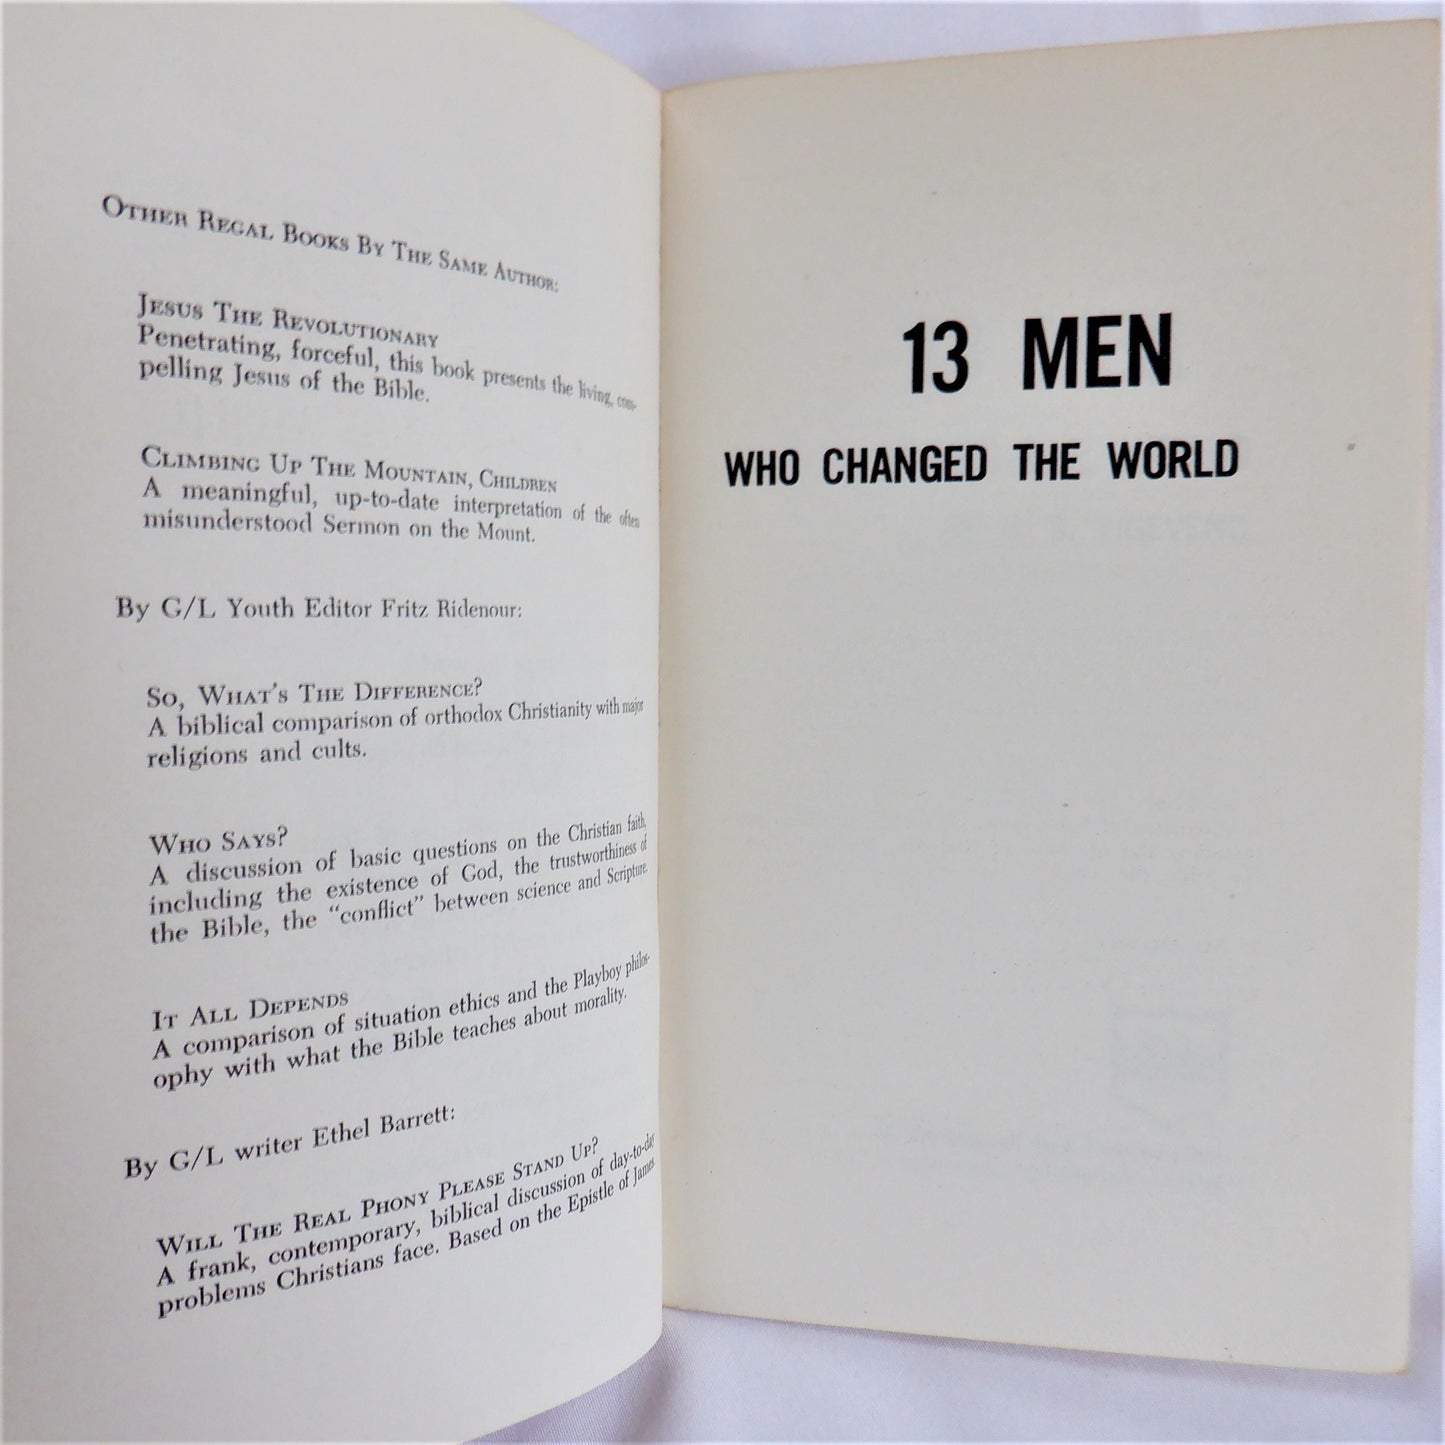 OTHER REGAL BOOKS BY THE SAME AUTHOR:
JESUS THE REVOLUTIONARY
Penetrating, forceful, this book presents the living, com-
pelling Jesus of the Bible.
CLIMBING UP THE MOUNTAIN, CHILDREN
A meaningful, up-to-date interpretation of the often
misunderstood Sermon on the Mount.
By G/L Youth Editor Fritz Ridenour:
SO, WHAT'S THE DIFFERENCE?
A biblical comparison of orthodox Christianity with major
religions and cults.
WHO SAYS?
A discussion of basic questions on the Christian faith,
including the existence of God, the trustworthiness of
the Bible, the “conflict” between science and Scripture.
IT ALL DEPENDS
A comparison of situation ethics and the Playboy philos-
ophy with what the Bible teaches about morality.
By G/L writer Ethel Barrett:
WILL THE REAL PHONY PLEASE STAND UP?
A frank, contemporary, biblical discussion of day-to-day
problems Christians face. Based on the Epistle of James.
13 MEN
WHO CHANGED THE WORLD